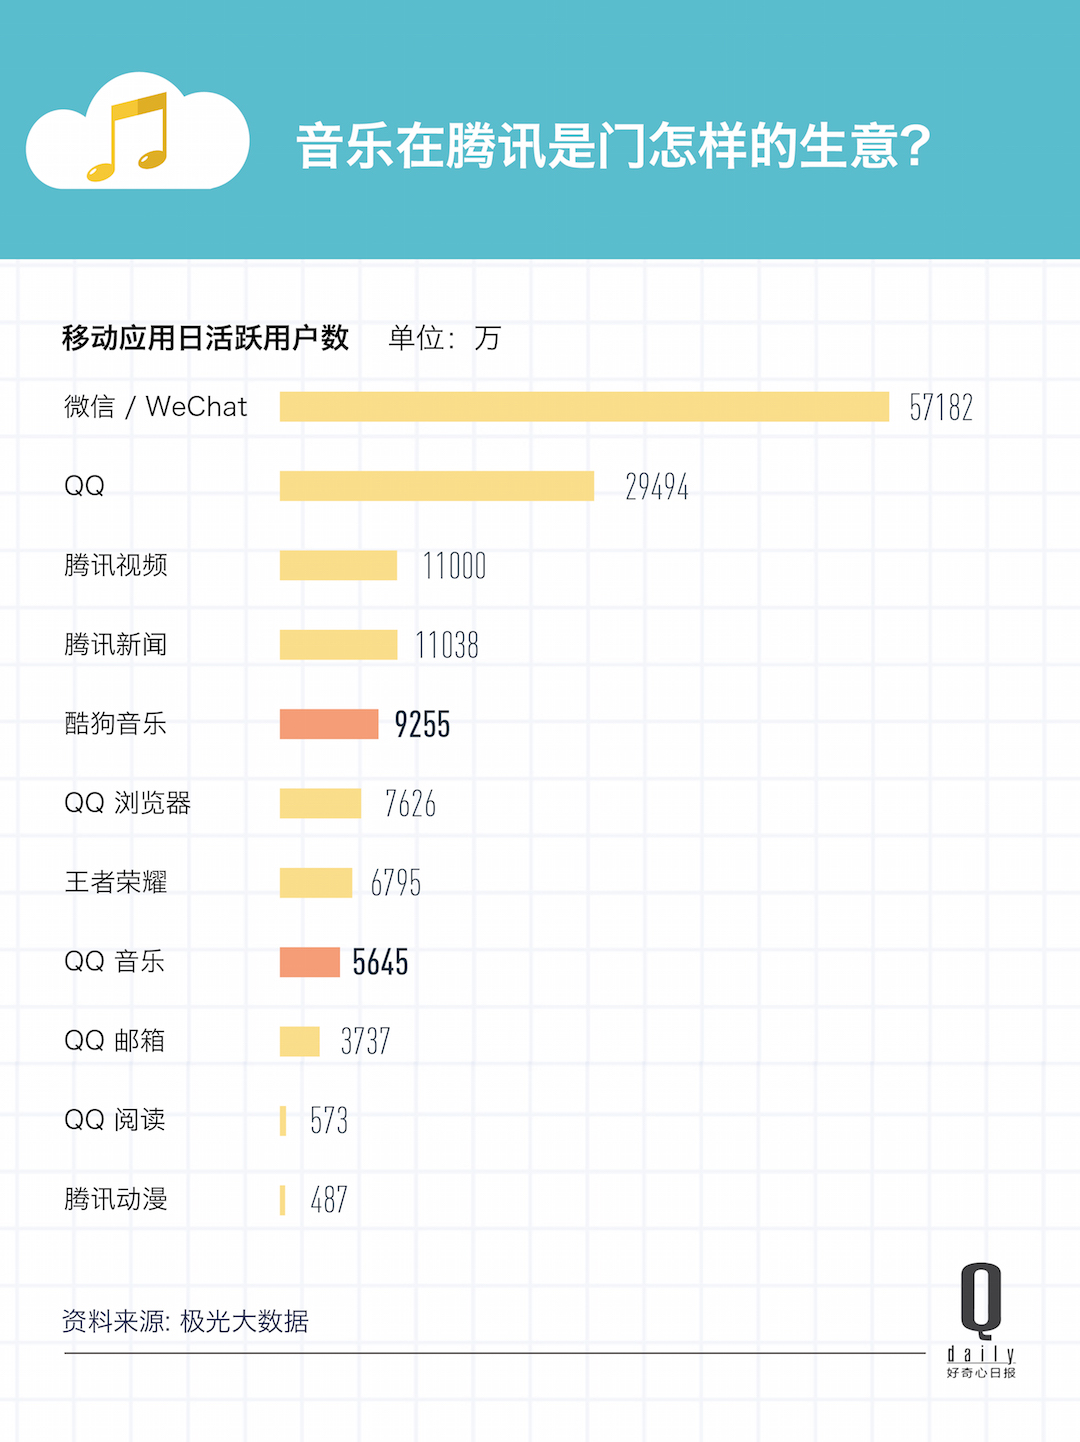 音乐在腾讯是门怎样的生意?
移动应用日活跃用户数 单位：万
微信 / WeChat 57182
QQ 29494
腾讯视频 11000
腾讯新闻 11038
酷狗音乐 9255
QQ 浏览器 7626
王者荣耀 6795
QQ 音乐 5645
QQ 邮箱 3737
QQ 阅读 573
腾讯动漫 487
资料来源: 极光大数据
Q
daily
好奇心日报